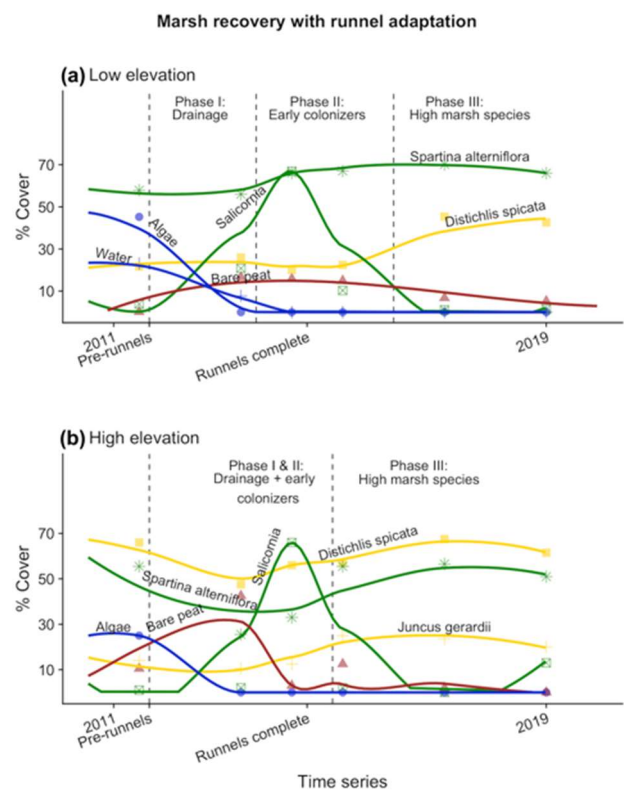 Marsh recovery with runnel adaptation
(a) Low elevation
Phase I:
Drainage
Phase II:
Early colonizers
Phase III:
High marsh species
% Cover
70
50
30
10
Spartina alterniflora
Salicornia
Distichlis spicata
Algae
Water
Bare peat
2011
Pre-runnels
Runnels complete
2019
(b) High elevation
Phase I & II:
Drainage + early
colonizers
Phase III:
High marsh species
% Cover
70
50
30
10
Salicornia
Distichlis spicata
Spartina alterniflora
Algae
Bare peat
Juncus gerardii
2011
Pre-runnels
Runnels complete
2019
Time series